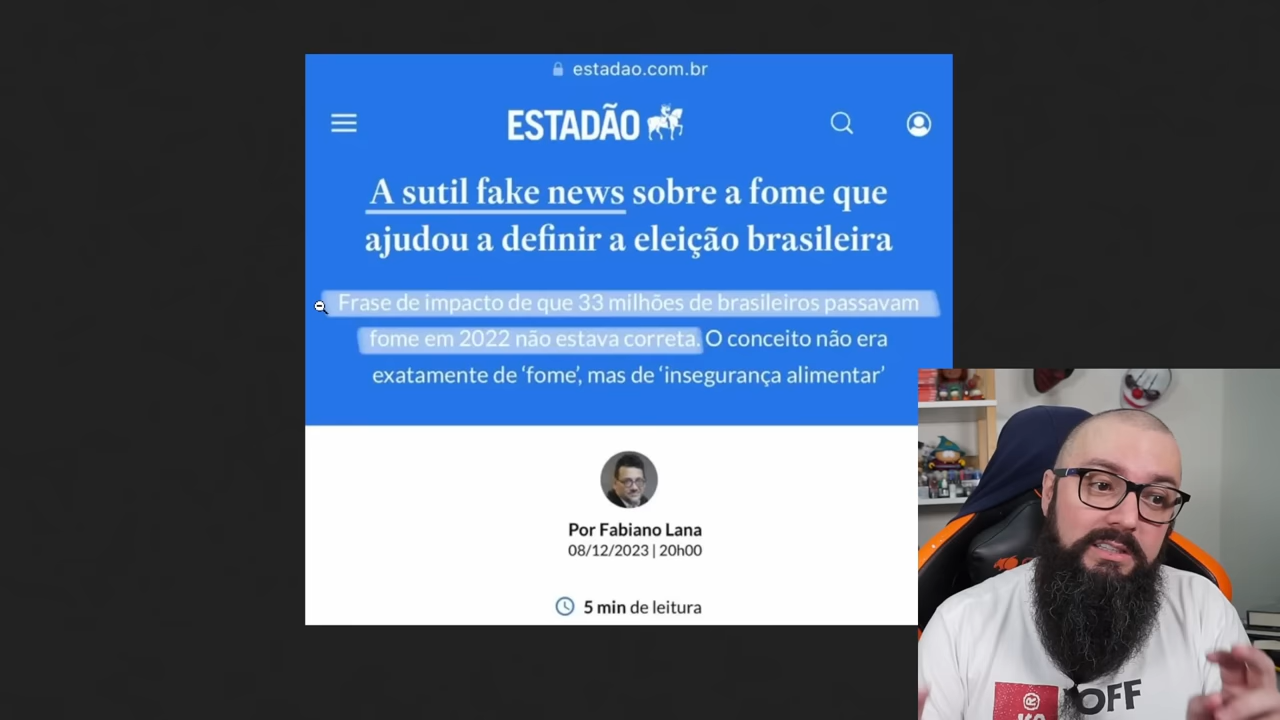 estadao.com.br
ESTADÃO
A sutil fake news sobre a fome que
ajudou a definir a eleição brasileira
Frase de impacto de que 33 milhões de brasileiros passavam
fome em 2022 não estava correta. O conceito não era
exatamente de ‘fome’, mas de ‘insegurança alimentar’
Por Fabiano Lana
08/12/2023 | 20h00
5 min de leitura
OFF